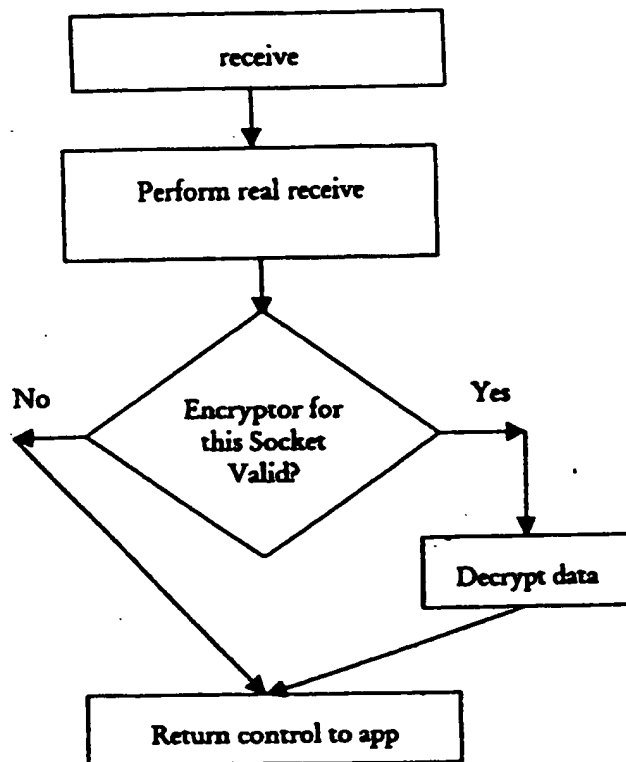 receive
Perform real receive
No
Yes
Encryptor for
this Socket
Valid?
Decrypt data
Return control to app